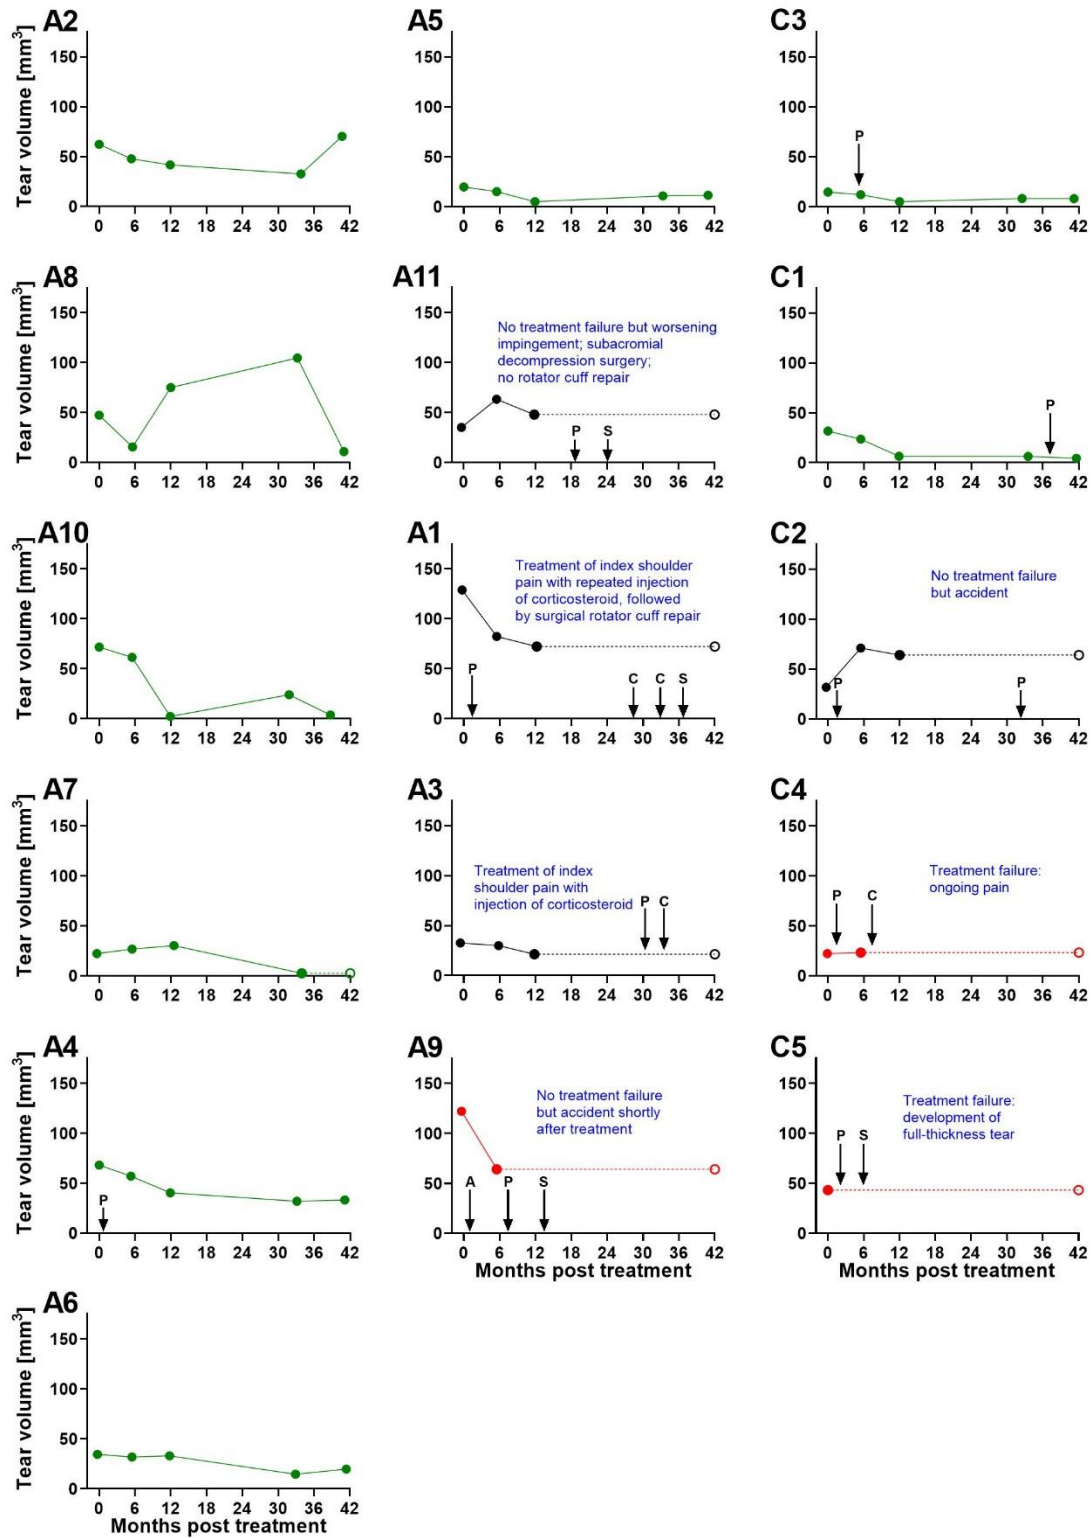 A2
Tear volume [mm³]
150
100
50
0
0 6 12 18 24 30 36 42
A5
150
100
50
0
0 6 12 18 24 30 36 42
C3
150
100
50
0
P
0 6 12 18 24 30 36 42
A8
Tear volume [mm³]
150
100
50
0
0 6 12 18 24 30 36 42
A11
150
100
50
0
No treatment failure but worsening
impingement; subacromial
decompression surgery;
no rotator cuff repair
P S
0 6 12 18 24 30 36 42
C1
150
100
50
0
P
0 6 12 18 24 30 36 42
A10
Tear volume [mm³]
150
100
50
0
0 6 12 18 24 30 36 42
A1
150
100
50
0
Treatment of index shoulder
pain with repeated injection
of corticosteroid, followed
by surgical rotator cuff repair
P C C S
0 6 12 18 24 30 36 42
C2
150
100
50
0
No treatment failure
but accident
P P
0 6 12 18 24 30 36 42
A7
Tear volume [mm³]
150
100
50
0
0 6 12 18 24 30 36 42
A3
150
100
50
0
Treatment of index
shoulder pain with
injection of corticosteroid
P C
0 6 12 18 24 30 36 42
C4
150
100
50
0
Treatment failure:
ongoing pain
P C
0 6 12 18 24 30 36 42
A4
Tear volume [mm³]
150
100
50
0
P
0 6 12 18 24 30 36 42
A9
150
100
50
0
No treatment failure
but accident shortly
after treatment
A P S
0 6 12 18 24 30 36 42
Months post treatment
C5
150
100
50
0
Treatment failure:
development of
full-thickness tear
P S
0 6 12 18 24 30 36 42
Months post treatment
A6
Tear volume [mm³]
150
100
50
0
0 6 12 18 24 30 36 42
Months post treatment